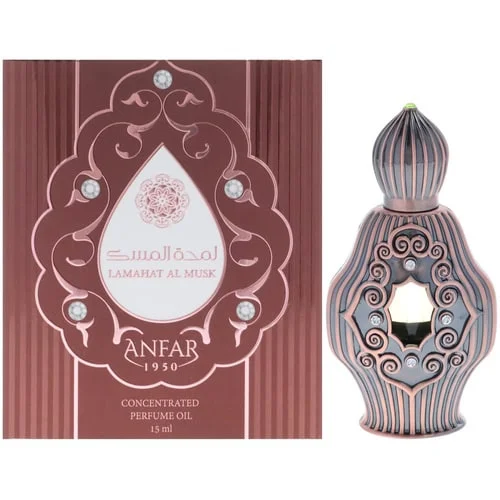 لمحة المسك
LAMAHAT AL MUSK
ANFAR
1950
CONCENTRATED
PERFUME OIL
15 ml